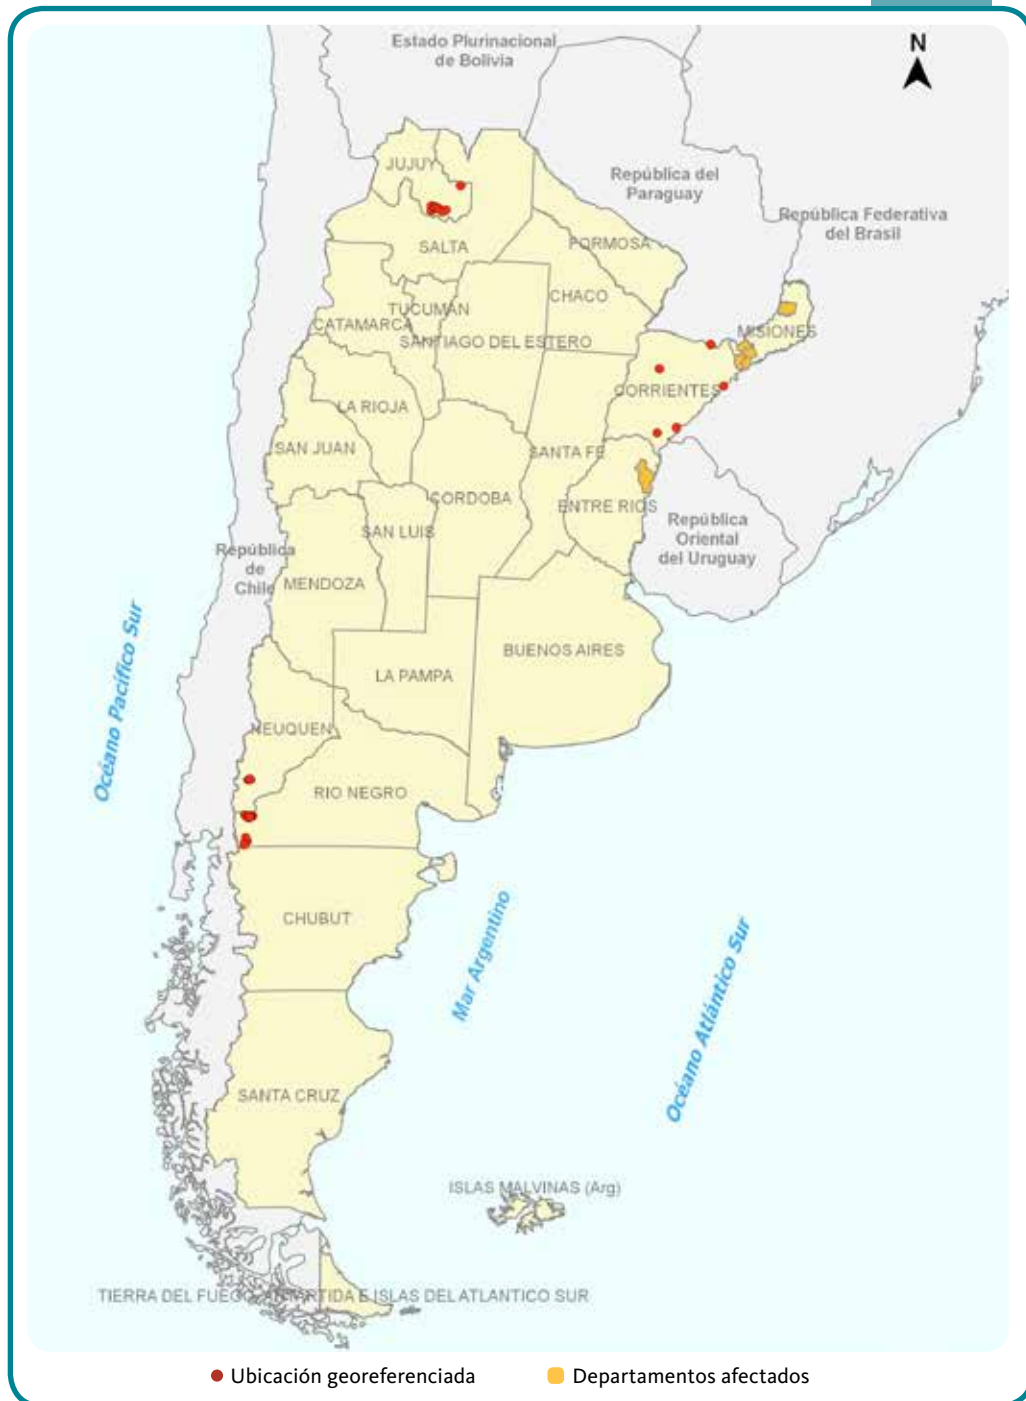 Estado Plurinacional
de Bolivia
N
JUJUY
República del
Paraguay
República Federativa
del Brasil
SALTA
FORMOSA
CHACO
TUCUMÁN
CATAMARCA
SANTIAGO DEL ESTERO
MISIONES
CORRIENTES
LA RIOJA
SAN JUAN
SANTA FE
CORDOBA
ENTRE RIOS
SAN LUIS
República
Oriental
del Uruguay
República
de
Chile
MENDOZA
BUENOS AIRES
LA PAMPA
Océano Pacífico Sur
NEUQUEN
RIO NEGRO
CHUBUT
Mar Argentino
Océano Atlántico Sur
SANTA CRUZ
ISLAS MALVINAS (Arg)
TIERRA DEL FUEGO, ANTARTIDA E ISLAS DEL ATLANTICO SUR
Ubicación georeferenciada
Departamentos afectados